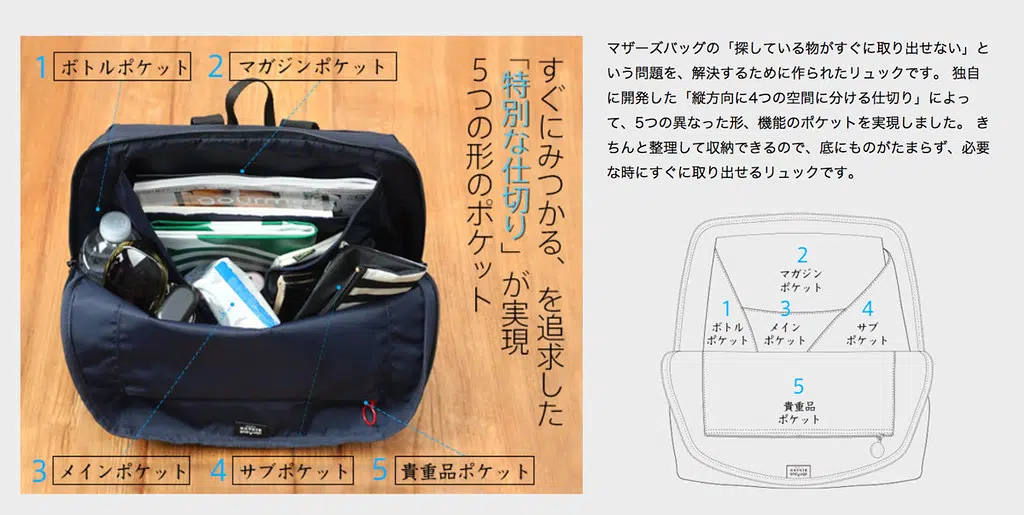 1 ボトルポケット
2 マガジンポケット
すぐにみつかる、を追求した
「特別な仕切り」が実現
5つの形のポケット
gourm
3 メインポケット
4 サブポケット
5 貴重品ポケット
マザーズバッグの「探している物がすぐに取り出せない」と
いう問題を、解決するために作られたリュックです。 独自
に開発した「縦方向に4つの空間に分ける仕切り」によっ
て、5つの異なった形、機能のポケットを実現しました。 き
ちんと整理して収納できるので、底にものがたまらず、必要
な時にすぐに取り出せるリュックです。
2
マガジン
ポケット
1
ボトル
ポケット
3
メイン
ポケット
4
サブ
ポケット
5
貴重品
ポケット